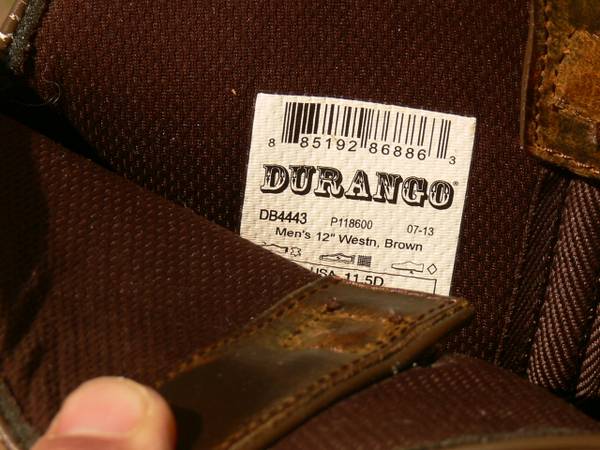 8 85192 86886 3
DURANGO®
DB4443 P118600 07-13
Men's 12" Westn, Brown
USA 11.5D